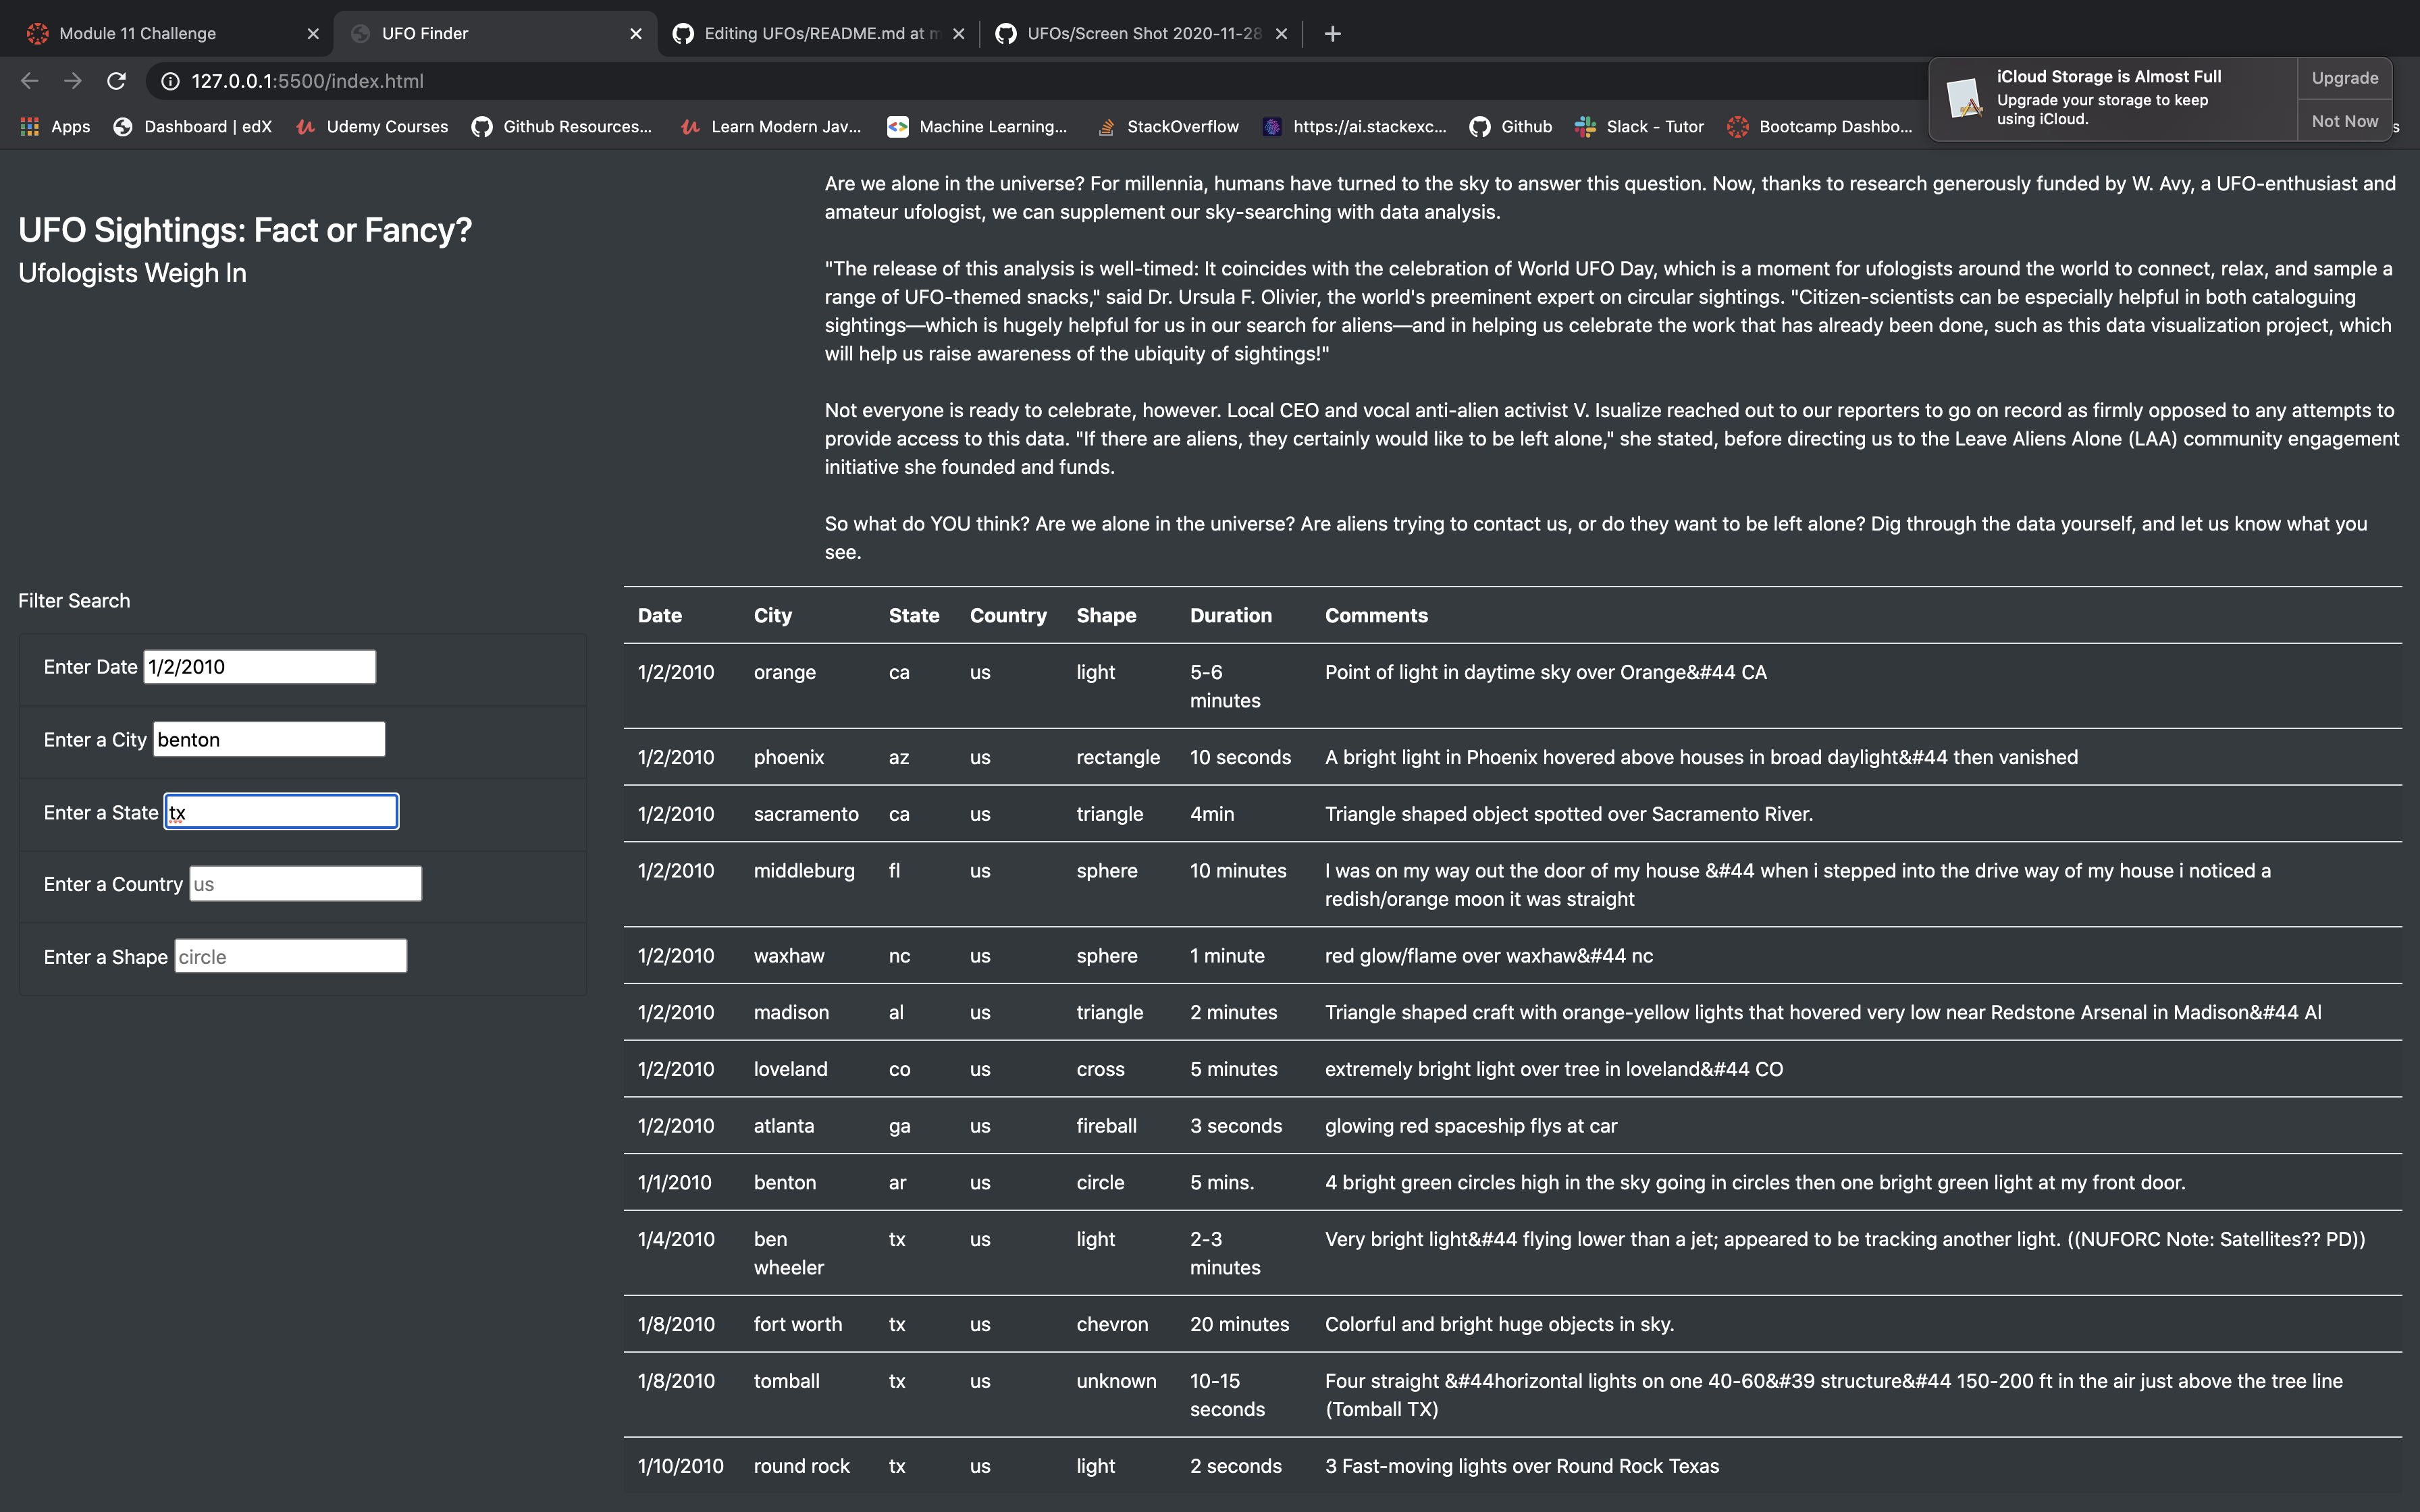 Module 11 Challenge
UFO Finder
Editing UFOs/README.md at m
UFOs/Screen Shot 2020-11-28
127.0.0.1:5500/index.html
iCloud Storage is Almost Full
Upgrade your storage to keep
using iCloud.
Upgrade
Not Now
Apps
Dashboard | edX
Udemy Courses
Github Resources...
Learn Modern Jav...
Machine Learning...
StackOverflow
https://ai.stackexc...
Github
Slack - Tutor
Bootcamp Dashbo...
s
UFO Sightings: Fact or Fancy?
Ufologists Weigh In
Are we alone in the universe? For millennia, humans have turned to the sky to answer this question. Now, thanks to research generously funded by W. Avy, a UFO-enthusiast and
amateur ufologist, we can supplement our sky-searching with data analysis.
"The release of this analysis is well-timed: It coincides with the celebration of World UFO Day, which is a moment for ufologists around the world to connect, relax, and sample a
range of UFO-themed snacks," said Dr. Ursula F. Olivier, the world's preeminent expert on circular sightings. "Citizen-scientists can be especially helpful in both cataloguing
sightings—which is hugely helpful for us in our search for aliens—and in helping us celebrate the work that has already been done, such as this data visualization project, which
will help us raise awareness of the ubiquity of sightings!"
Not everyone is ready to celebrate, however. Local CEO and vocal anti-alien activist V. Isualize reached out to our reporters to go on record as firmly opposed to any attempts to
provide access to this data. "If there are aliens, they certainly would like to be left alone," she stated, before directing us to the Leave Aliens Alone (LAA) community engagement
initiative she founded and funds.
So what do YOU think? Are we alone in the universe? Are aliens trying to contact us, or do they want to be left alone? Dig through the data yourself, and let us know what you
see.
Filter Search
Enter Date 1/2/2010
Enter a City benton
Enter a State tx
Enter a Country us
Enter a Shape circle
Date City State Country Shape Duration Comments
1/2/2010 orange ca us light 5-6 Point of light in daytime sky over Orange&#44 CA
minutes
1/2/2010 phoenix az us rectangle 10 seconds A bright light in Phoenix hovered above houses in broad daylight&#44 then vanished
1/2/2010 sacramento ca us triangle 4min Triangle shaped object spotted over Sacramento River.
1/2/2010 middleburg fl us sphere 10 minutes I was on my way out the door of my house &#44 when i stepped into the drive way of my house i noticed a
redish/orange moon it was straight
1/2/2010 waxhaw nc us sphere 1 minute red glow/flame over waxhaw&#44 nc
1/2/2010 madison al us triangle 2 minutes Triangle shaped craft with orange-yellow lights that hovered very low near Redstone Arsenal in Madison&#44 Al
1/2/2010 loveland co us cross 5 minutes extremely bright light over tree in loveland&#44 CO
1/2/2010 atlanta ga us fireball 3 seconds glowing red spaceship flys at car
1/1/2010 benton ar us circle 5 mins. 4 bright green circles high in the sky going in circles then one bright green light at my front door.
1/4/2010 ben tx us light 2-3 Very bright light&#44 flying lower than a jet; appeared to be tracking another light. ((NUFORC Note: Satellites?? PD))
wheeler minutes
1/8/2010 fort worth tx us chevron 20 minutes Colorful and bright huge objects in sky.
1/8/2010 tomball tx us unknown 10-15 Four straight &#44horizontal lights on one 40-60&#39 structure&#44 150-200 ft in the air just above the tree line
seconds (Tomball TX)
1/10/2010 round rock tx us light 2 seconds 3 Fast-moving lights over Round Rock Texas